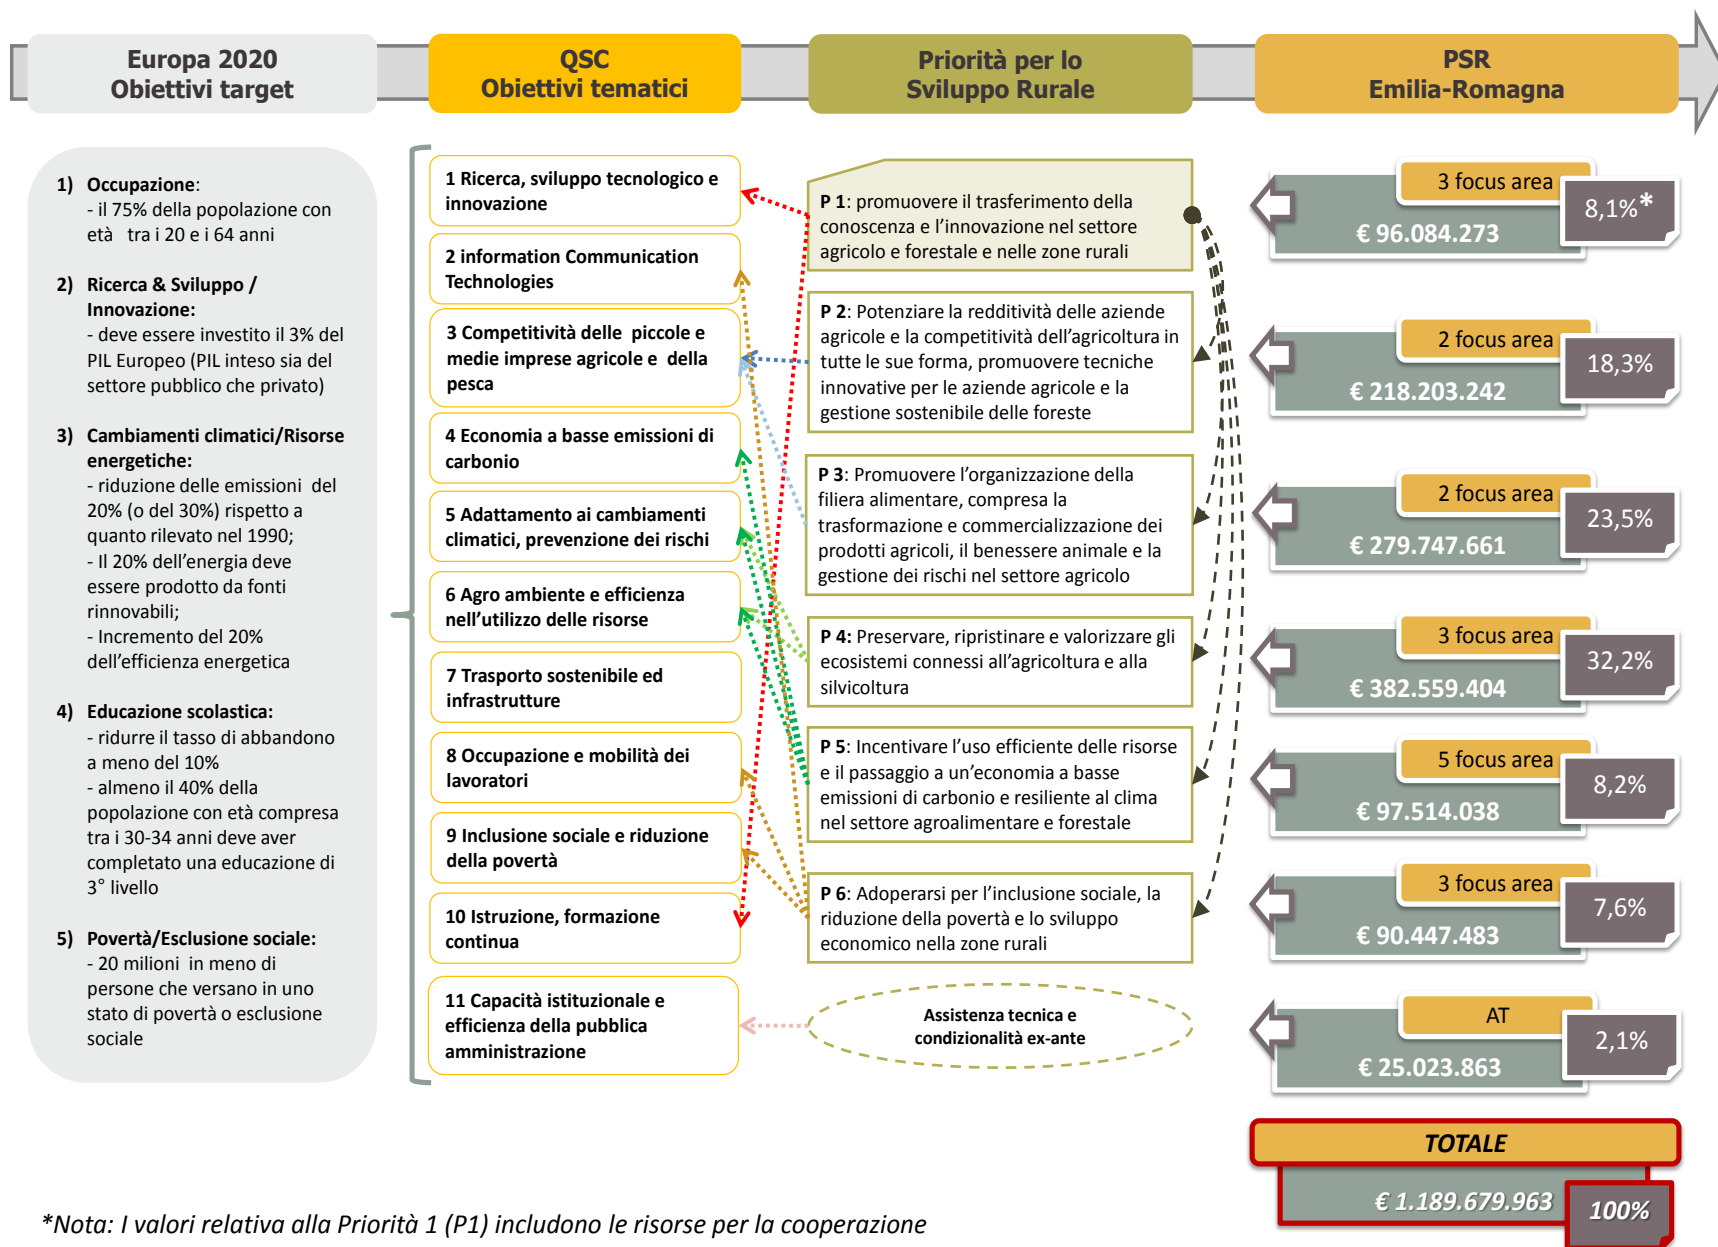 Europa 2020
Obiettivi target
QSC
Obiettivi tematici
Priorità per lo
Sviluppo Rurale
PSR
Emilia-Romagna
1) Occupazione:
- il 75% della popolazione con
età tra i 20 e i 64 anni
2) Ricerca & Sviluppo /
Innovazione:
- deve essere investito il 3% del
PIL Europeo (PIL inteso sia del
settore pubblico che privato)
3) Cambiamenti climatici/Risorse
energetiche:
- riduzione delle emissioni del
20% (o del 30%) rispetto a
quanto rilevato nel 1990;
- Il 20% dell'energia deve
essere prodotto da fonti
rinnovabili;
- Incremento del 20%
dell'efficienza energetica
4) Educazione scolastica:
- ridurre il tasso di abbandono
a meno del 10%
- almeno il 40% della
popolazione con età compresa
tra i 30-34 anni deve aver
completato una educazione di
3° livello
5) Povertà/Esclusione sociale:
- 20 milioni in meno di
persone che versano in uno
stato di povertà o esclusione
sociale
1 Ricerca, sviluppo tecnologico e
innovazione
2 information Communication
Technologies
3 Competitività delle piccole e
medie imprese agricole e della
pesca
4 Economia a basse emissioni di
carbonio
5 Adattamento ai cambiamenti
climatici, prevenzione dei rischi
6 Agro ambiente e efficienza
nell'utilizzo delle risorse
7 Trasporto sostenibile ed
infrastrutture
8 Occupazione e mobilità dei
lavoratori
9 Inclusione sociale e riduzione
della povertà
10 Istruzione, formazione
continua
11 Capacità istituzionale e
efficienza della pubblica
amministrazione
P 1: promuovere il trasferimento della
conoscenza e l'innovazione nel settore
agricolo e forestale e nelle zone rurali
P 2: Potenziare la redditività delle aziende
agricole e la competitività dell'agricoltura in
tutte le sue forma, promuovere tecniche
innovative per le aziende agricole e la
gestione sostenibile delle foreste
P 3: Promuovere l'organizzazione della
filiera alimentare, compresa la
trasformazione e commercializzazione dei
prodotti agricoli, il benessere animale e la
gestione dei rischi nel settore agricolo
P 4: Preservare, ripristinare e valorizzare gli
ecosistemi connessi all'agricoltura e alla
silvicoltura
P 5: Incentivare l'uso efficiente delle risorse
e il passaggio a un'economia a basse
emissioni di carbonio e resiliente al clima
nel settore agroalimentare e forestale
P 6: Adoperarsi per l'inclusione sociale, la
riduzione della povertà e lo sviluppo
economico nella zone rurali
Assistenza tecnica e
condizionalità ex-ante
3 focus area
8,1%*
€ 96.084.273
2 focus area
18,3%
€ 218.203.242
2 focus area
23,5%
€ 279.747.661
3 focus area
32,2%
€ 382.559.404
5 focus area
8,2%
€ 97.514.038
3 focus area
7,6%
€ 90.447.483
AT
2,1%
€ 25.023.863
TOTALE
€ 1.189.679.963
100%
*Nota: I valori relativa alla Priorità 1 (P1) includono le risorse per la cooperazione